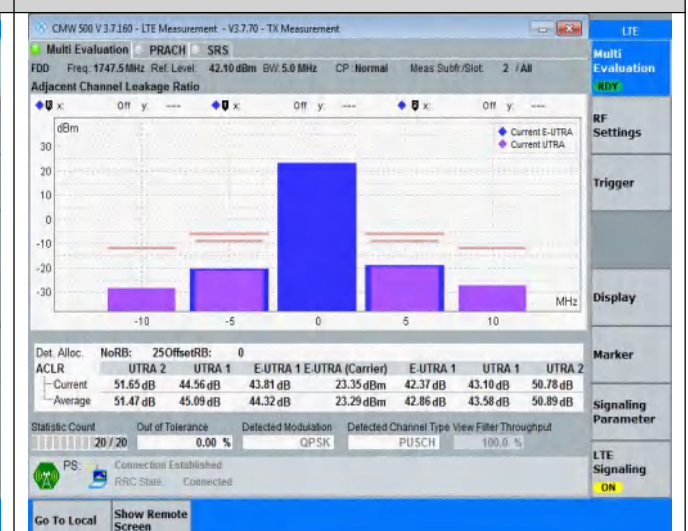 CMW 500 V 3.7.160 - LTE Measurement - V3.7.70 - TX Measurement
LTE
Multi Evaluation PRACH SRS
FDD Freq.: 1747.5 MHz Ref. Level: 42.10 dBm BW: 5.0 MHz CP: Normal Meas Subfr./Slot: 2 / All
Adjacent Channel Leakage Ratio
x: Off y: --- x: Off y: --- x: Off y: ---
dBm
Current E-UTRA
Current UTRA
30
20
10
0
-10
-20
-30
MHz
-10 -5 0 5 10
Det. Alloc. NoRB: 25 OffsetRB: 0
ACLR UTRA 2 UTRA 1 E-UTRA 1 E-UTRA (Carrier) E-UTRA 1 UTRA 1 UTRA 2
Current 51.65 dB 44.56 dB 43.81 dB 23.35 dBm 42.37 dB 43.10 dB 50.78 dB
Average 51.47 dB 45.09 dB 44.32 dB 23.29 dBm 42.86 dB 43.58 dB 50.89 dB
Statistic Count Out of Tolerance Detected Modulation Detected Channel Type View Filter Throughput
20 / 20 0.00 % QPSK PUSCH 100.0 %
PS: Connection Established
RRC State: Connected
Multi
Evaluation
RDY
RF
Settings
Trigger
Display
Marker
Signaling
Parameter
LTE
Signaling
ON
Go To Local
Show Remote
Screen